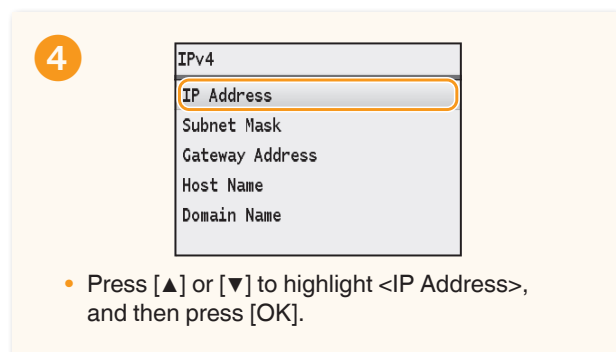 4
IPv4
IP Address
Subnet Mask
Gateway Address
Host Name
Domain Name
• Press [▲] or [▼] to highlight <IP Address>,
and then press [OK].